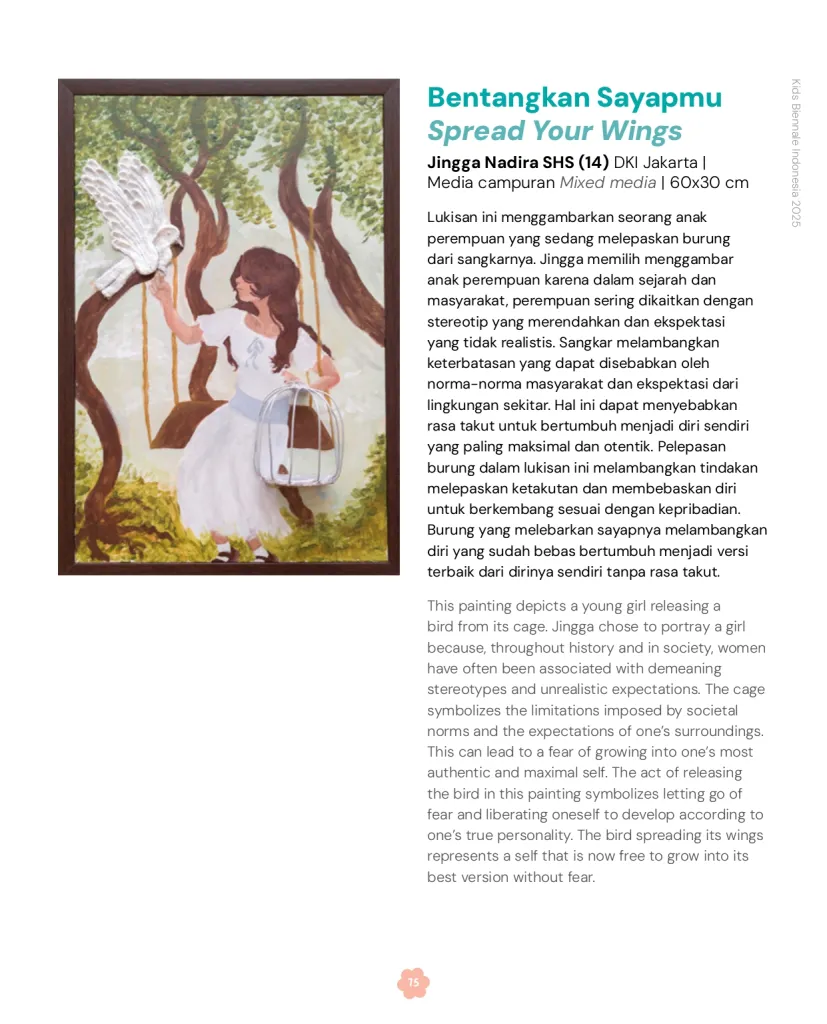 Bentangkan Sayapmu
Spread Your Wings
Jingga Nadira SHS (14) DKI Jakarta |
Media campuran Mixed media | 60x30 cm
Lukisan ini menggambarkan seorang anak
perempuan yang sedang melepaskan burung
dari sangkarnya. Jingga memilih menggambar
anak perempuan karena dalam sejarah dan
masyarakat, perempuan sering dikaitkan dengan
stereotip yang merendahkan dan ekspektasi
yang tidak realistis. Sangkar melambangkan
keterbatasan yang dapat disebabkan oleh
norma-norma masyarakat dan ekspektasi dari
lingkungan sekitar. Hal ini dapat menyebabkan
rasa takut untuk bertumbuh menjadi diri sendiri
yang paling maksimal dan otentik. Pelepasan
burung dalam lukisan ini melambangkan tindakan
melepaskan ketakutan dan membebaskan diri
untuk berkembang sesuai dengan kepribadian.
Burung yang melebarkan sayapnya melambangkan
diri yang sudah bebas bertumbuh menjadi versi
terbaik dari dirinya sendiri tanpa rasa takut.
This painting depicts a young girl releasing a
bird from its cage. Jingga chose to portray a girl
because, throughout history and in society, women
have often been associated with demeaning
stereotypes and unrealistic expectations. The cage
symbolizes the limitations imposed by societal
norms and the expectations of one's surroundings.
This can lead to a fear of growing into one's most
authentic and maximal self. The act of releasing
the bird in this painting symbolizes letting go of
fear and liberating oneself to develop according to
one's true personality. The bird spreading its wings
represents a self that is now free to grow into its
best version without fear.
Kids Biennale Indonesia 2025
75